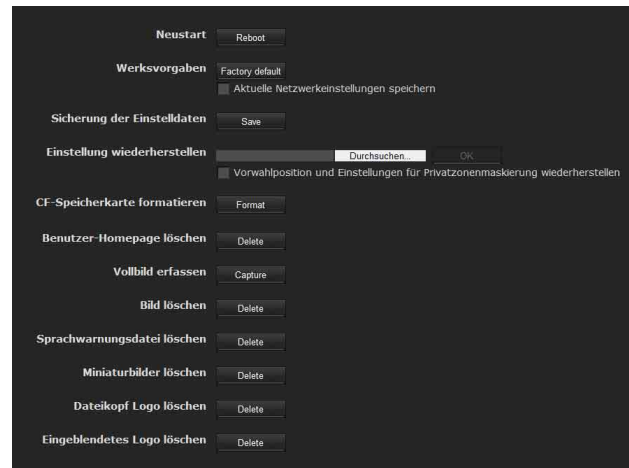 Neustart Reboot
Werksvorgaben Factory default
Aktuelle Netzwerkeinstellungen speichern
Sicherung der Einstelldaten Save
Einstellung wiederherstellen Durchsuchen... OK
Vorwahlposition und Einstellungen für Privatzonenmaskierung wiederherstellen
CF-Speicherkarte formatieren Format
Benutzer-Homepage löschen Delete
Vollbild erfassen Capture
Bild löschen Delete
Sprachwarnungsdatei löschen Delete
Miniaturbilder löschen Delete
Dateikopf Logo löschen Delete
Eingeblendetes Logo löschen Delete